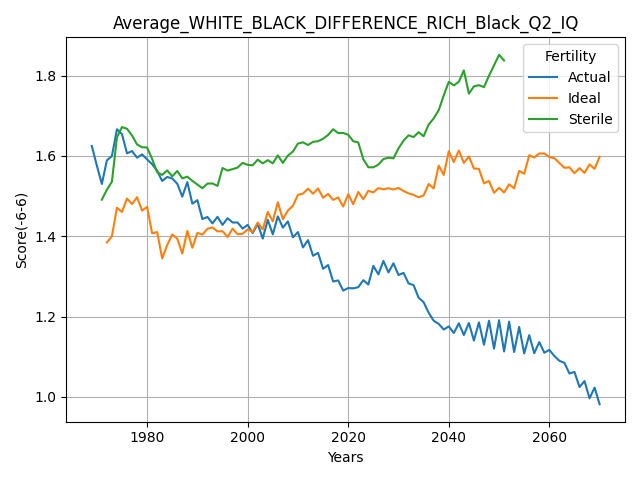 Average_WHITE_BLACK_DIFFERENCE_RICH_Black_Q2_IQ
Fertility
Actual
Ideal
Sterile
Score(-6-6)
1.8
1.6
1.4
1.2
1.0
1980
2000
2020
2040
2060
Years